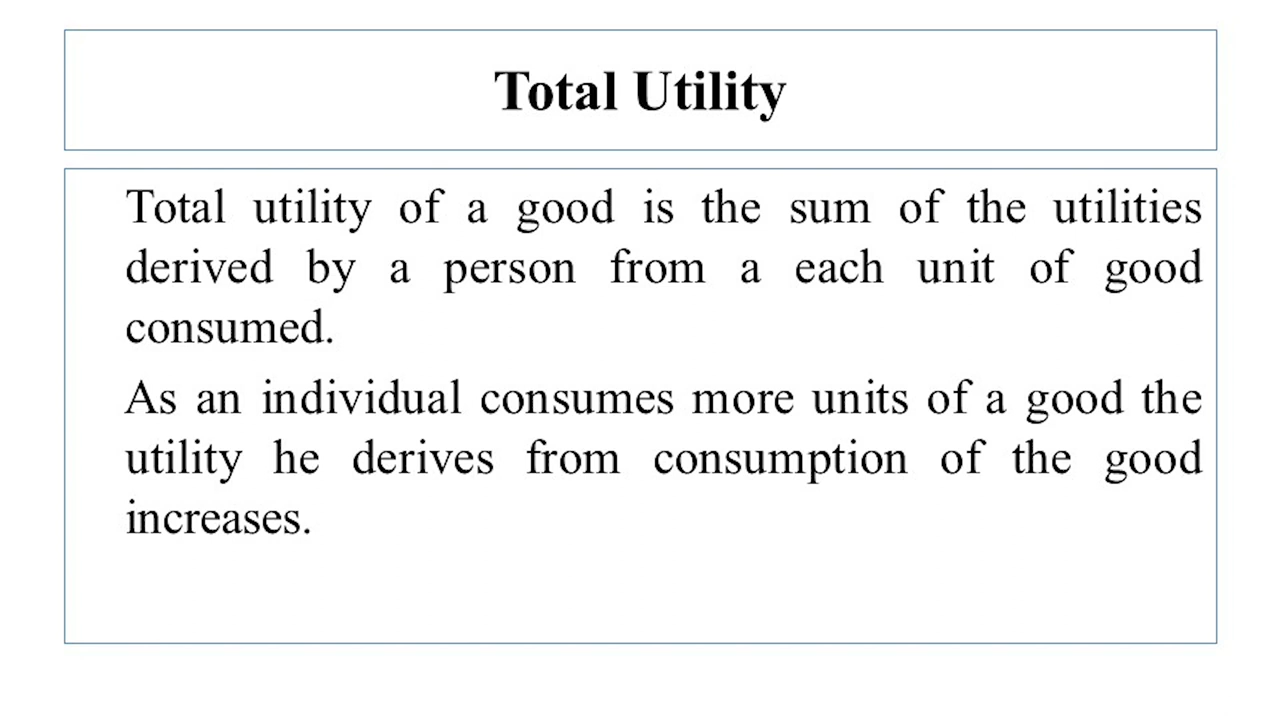 Total Utility
Total utility of a good is the sum of the utilities
derived by a person from a each unit of good
consumed.
As an individual consumes more units of a good the
utility he derives from consumption of the good
increases.